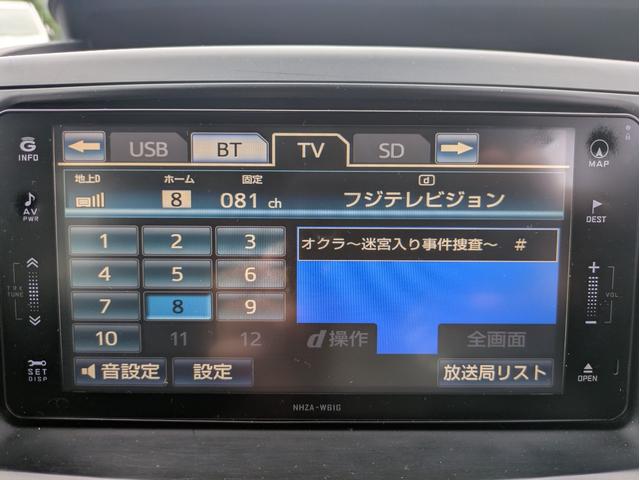 USB BT TV SD
G INFO
MAP
地上D ホーム 固定 d
8 081 ch フジテレビジョン
AV PWR
DEST
1 2 3 オクラ~迷宮入り事件捜査~ #
4 5 6
TRK TUNE
VOL
7 8 9
10 11 12 d操作 全画面
音設定 設定 放送局リスト
SET DISP
OPEN
NHZA-W61G